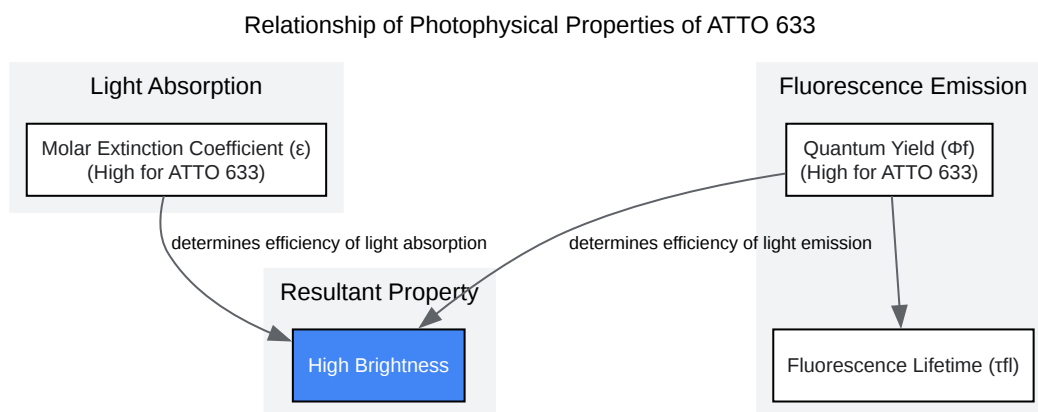 Relationship of Photophysical Properties of ATTO 633
Light Absorption
Molar Extinction Coefficient (ε)
(High for ATTO 633)
Fluorescence Emission
Quantum Yield (Φf)
(High for ATTO 633)
determines efficiency of light absorption
determines efficiency of light emission
Resultant Property
High Brightness
Fluorescence Lifetime (τfl)